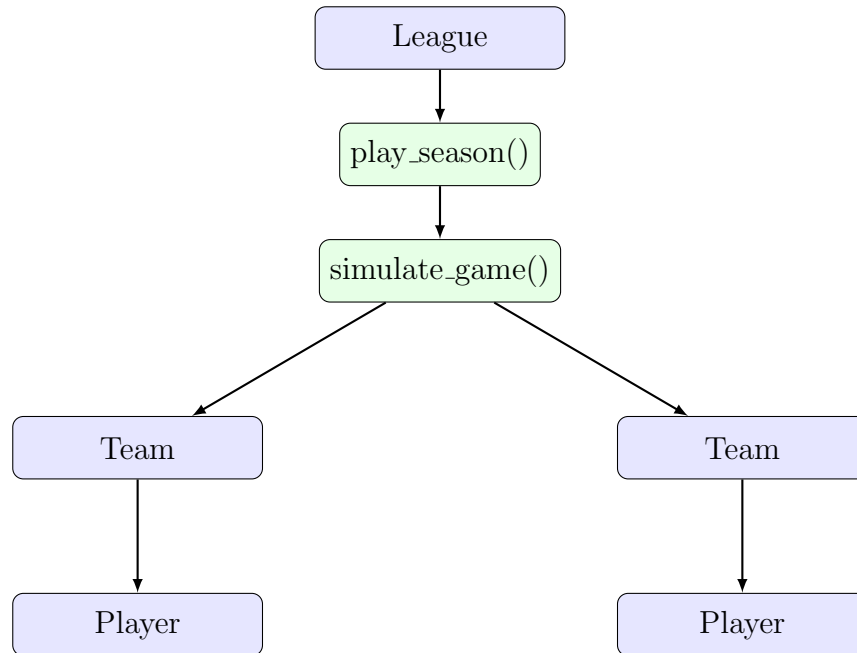 League
play_season()
simulate_game()
Team
Team
Player
Player